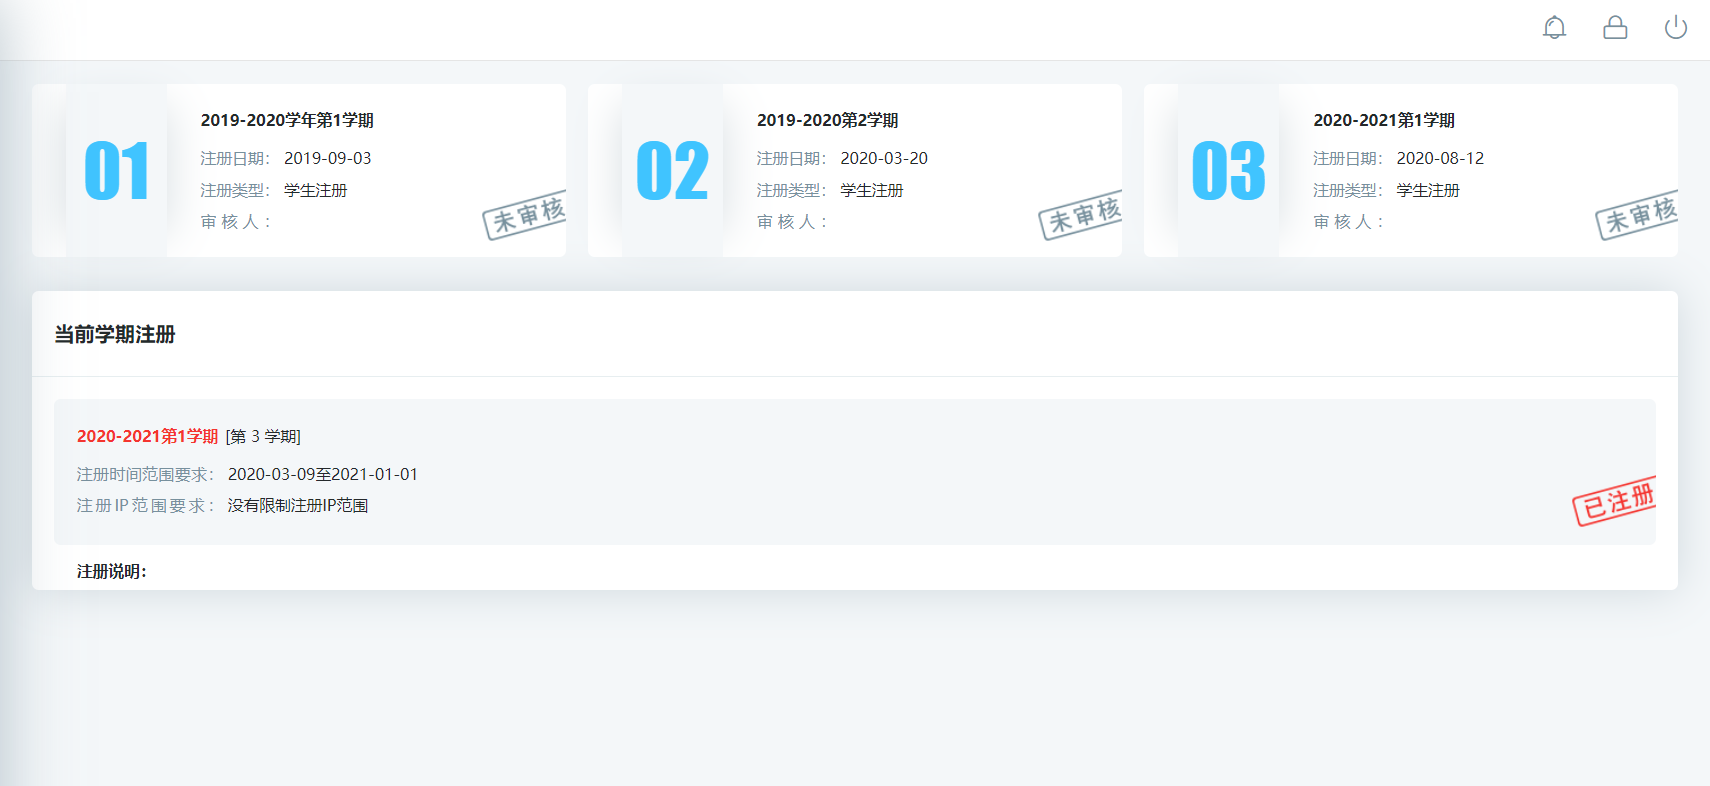 01
2019-2020学年第1学期
注册日期： 2019-09-03
注册类型： 学生注册
审 核 人 ：
未审核
02
2019-2020第2学期
注册日期： 2020-03-20
注册类型： 学生注册
审 核 人 ：
未审核
03
2020-2021第1学期
注册日期： 2020-08-12
注册类型： 学生注册
审 核 人 ：
未审核
当前学期注册
2020-2021第1学期 [第 3 学期]
注册时间范围要求： 2020-03-09至2021-01-01
注册IP范围要求： 没有限制注册IP范围
已注册
注册说明：